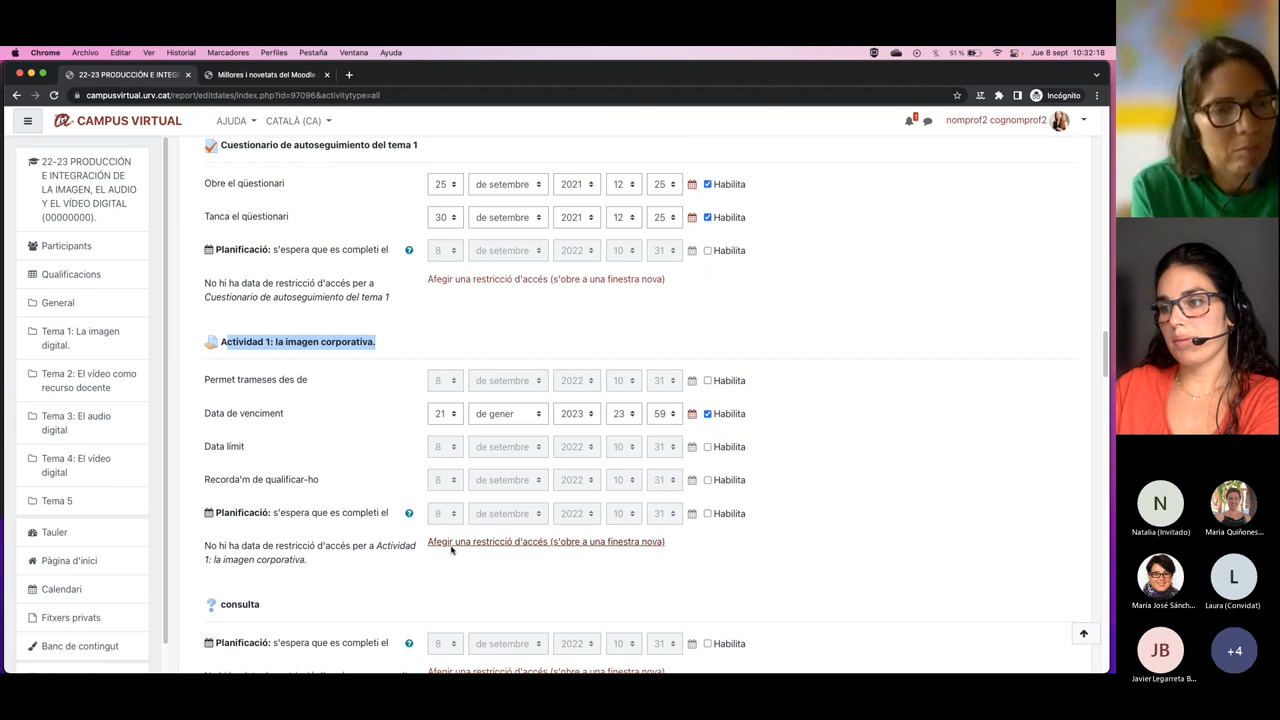 Chrome Archivo Editar Ver Historial Marcadores Perfiles Pestaña Ventana Ayuda
51 % Jue 8 sept 10:32:18
22-23 PRODUCCIÓN E INTEG
Millores i novetats del Moodle
campusvirtual.urv.cat/report/editdates/index.php?id=97096&activitytype=all
Incógnito
CAMPUS VIRTUAL AJUDA CATALÀ (CA)
1
nomprof2 cognomprof2
22-23 PRODUCCIÓN
E INTEGRACIÓN DE
LA IMAGEN, EL AUDIO
Y EL VÍDEO DIGITAL
(00000000).
Participants
Qualificacions
General
Tema 1: La imagen
digital.
Tema 2: El vídeo como
recurso docente
Tema 3: El audio
digital
Tema 4: El vídeo
digital
Tema 5
Tauler
Pàgina d'inici
Calendari
Fitxers privats
Banc de contingut
Cuestionario de autoseguimiento del tema 1
Obre el qüestionari 25 de setembre 2021 12 25 Habilita
Tanca el qüestionari 30 de setembre 2021 12 25 Habilita
Planificació: s'espera que es completi el ? 8 de setembre 2022 10 31 Habilita
No hi ha data de restricció d'accés per a
Cuestionario de autoseguimiento del tema 1
Afegir una restricció d'accés (s'obre a una finestra nova)
Actividad 1: la imagen corporativa.
Permet trameses des de 8 de setembre 2022 10 31 Habilita
Data de venciment 21 de gener 2023 23 59 Habilita
Data límit 8 de setembre 2022 10 31 Habilita
Recorda'm de qualificar-ho 8 de setembre 2022 10 31 Habilita
Planificació: s'espera que es completi el ? 8 de setembre 2022 10 31 Habilita
No hi ha data de restricció d'accés per a Actividad
1: la imagen corporativa.
Afegir una restricció d'accés (s'obre a una finestra nova)
consulta
Planificació: s'espera que es completi el ? 8 de setembre 2022 10 31 Habilita
Afegir una restricció d'accés (s'obre a una finestra nova)
N
Natalia (Invitado)
Maria Quiñones...
María José Sánch...
L
Laura (Convidat)
JB
Javier Legarreta B...
+4